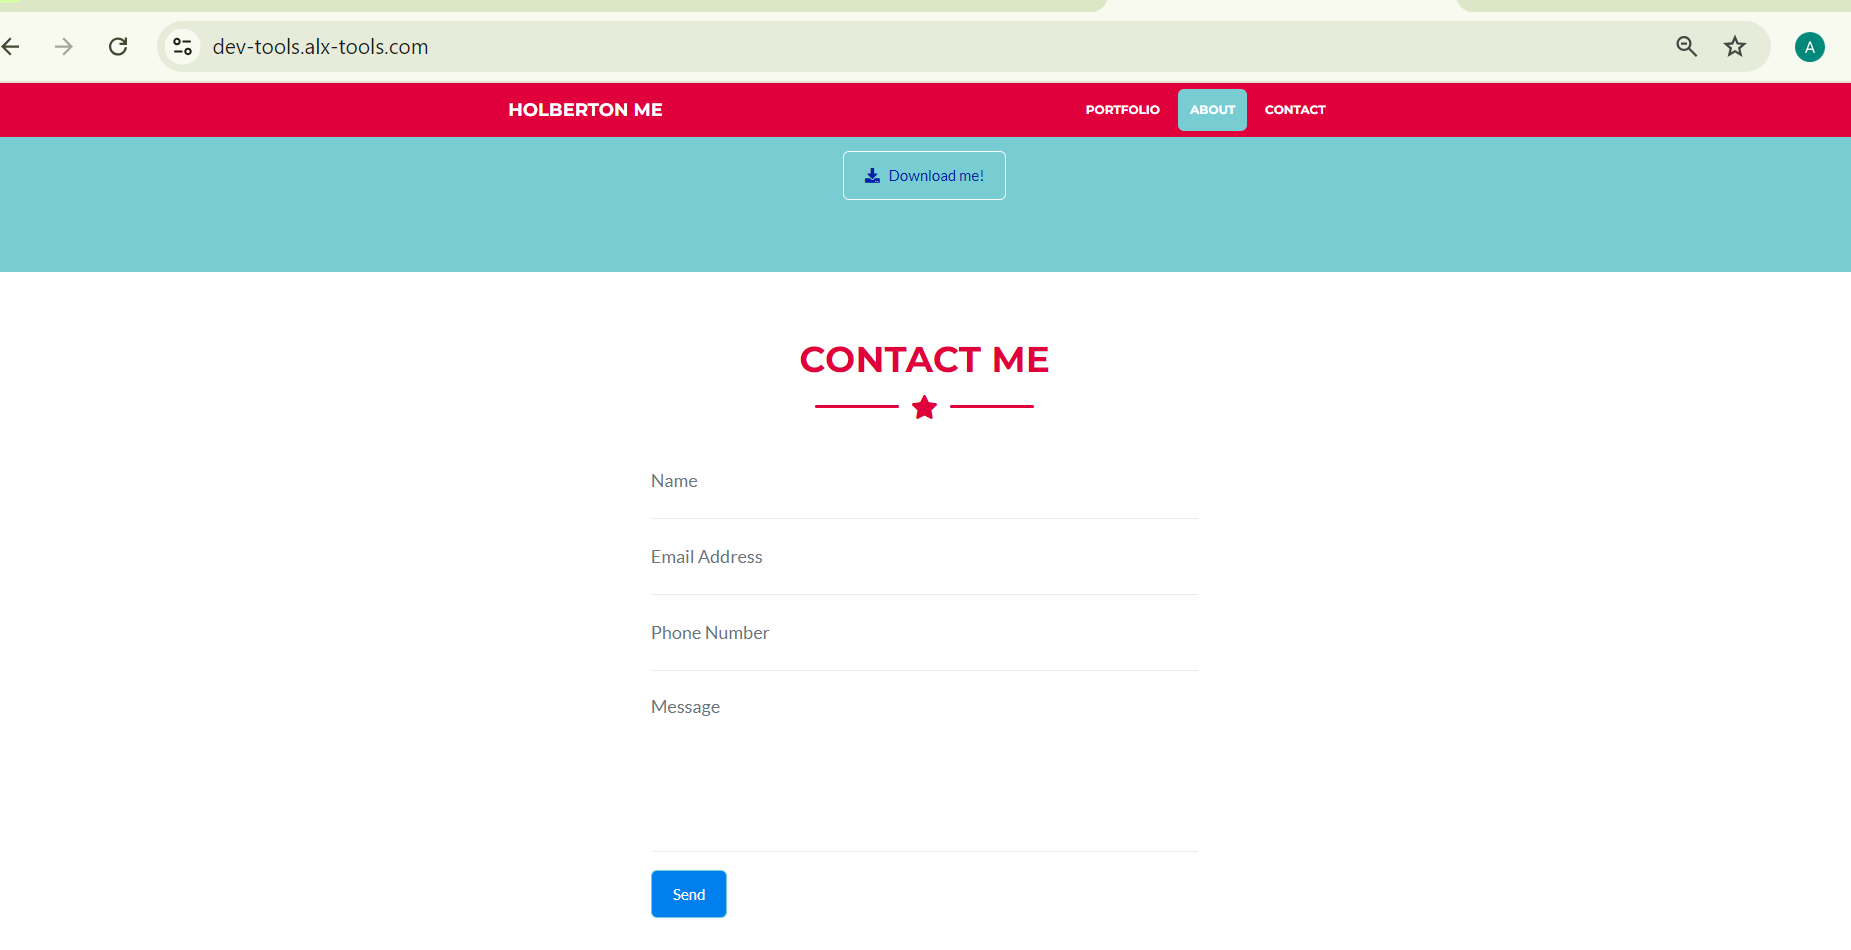 dev-tools.alx-tools.com
A
HOLBERTON ME PORTFOLIO ABOUT CONTACT
Download me!
CONTACT ME
Name
Email Address
Phone Number
Message
Send